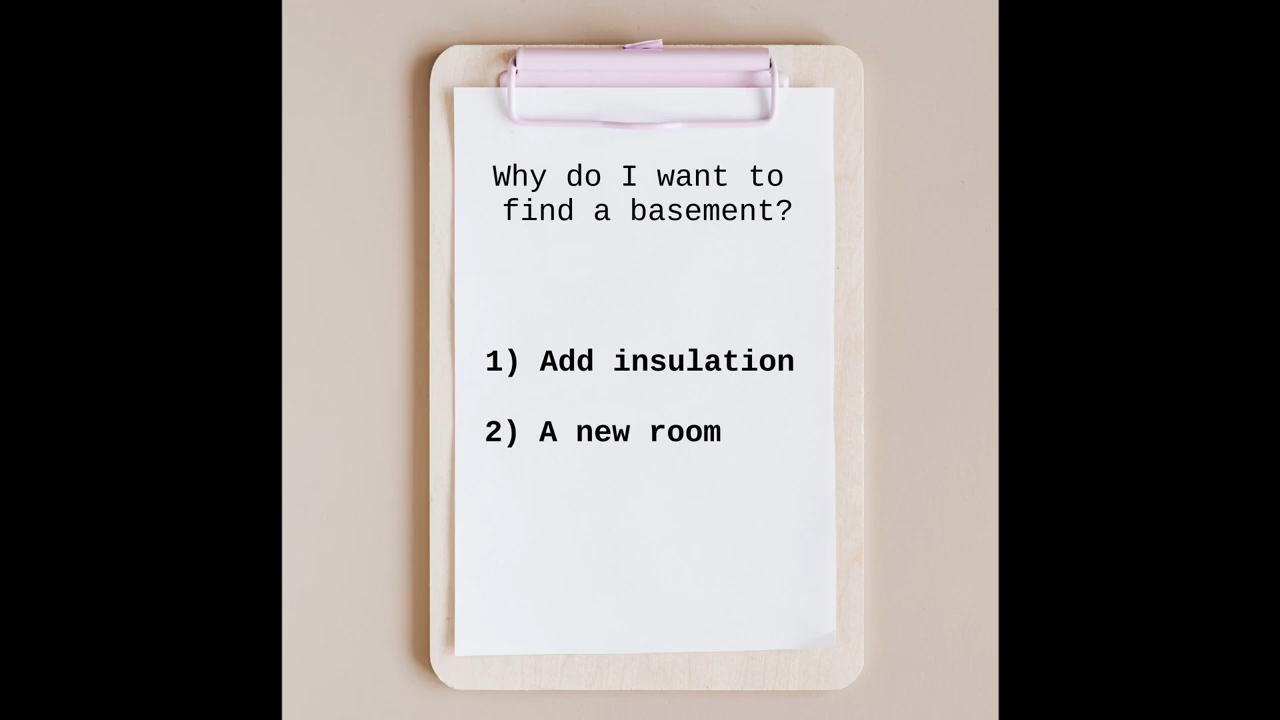 Why do I want to
find a basement?
1) Add insulation
2) A new room